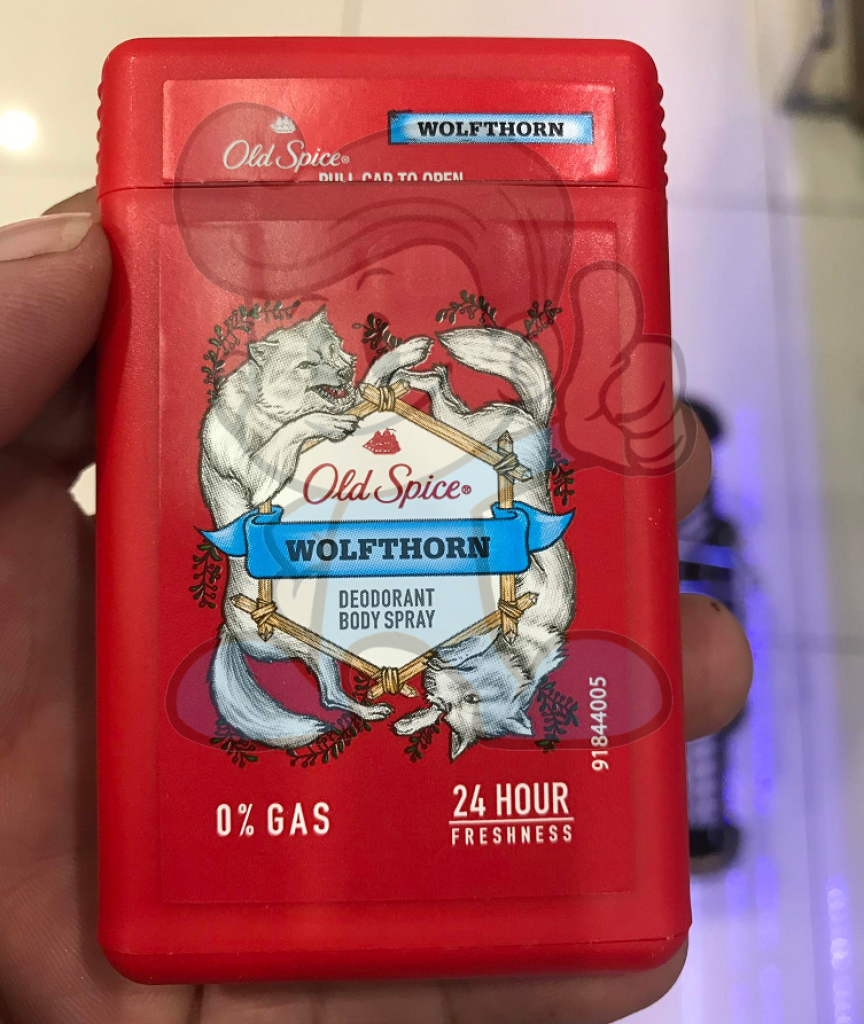 Old Spice®
WOLFTHORN
PULL CAP TO OPEN
Old Spice®
WOLFTHORN
DEODORANT
BODY SPRAY
91844005
0% GAS
24 HOUR
FRESHNESS